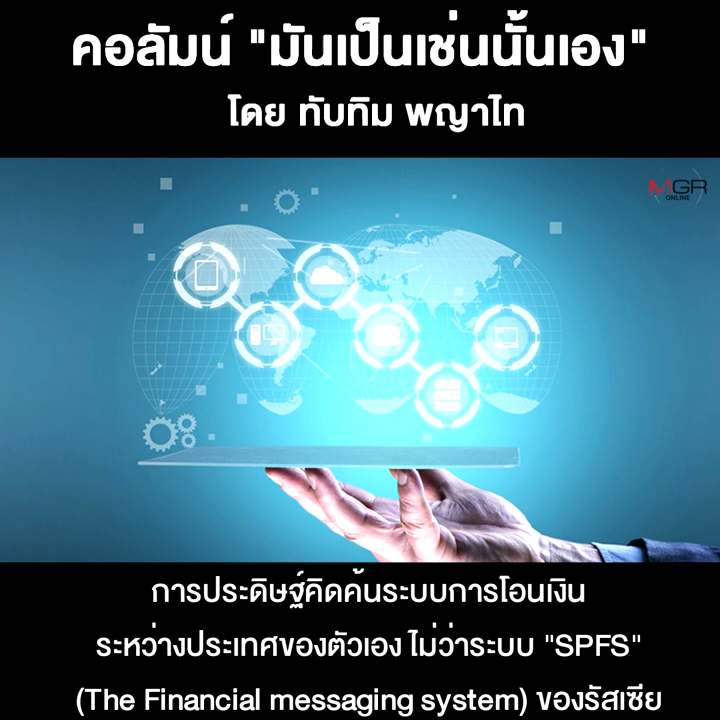 คอลัมน์ "มันเป็นเช่นนั้นเอง"
โดย ทับทิม พญาไท
MGR
ONLINE
การประดิษฐ์คิดค้นระบบการโอนเงิน
ระหว่างประเทศของตัวเอง ไม่ว่าระบบ "SPFS"
(The Financial messaging system) ของรัสเซีย